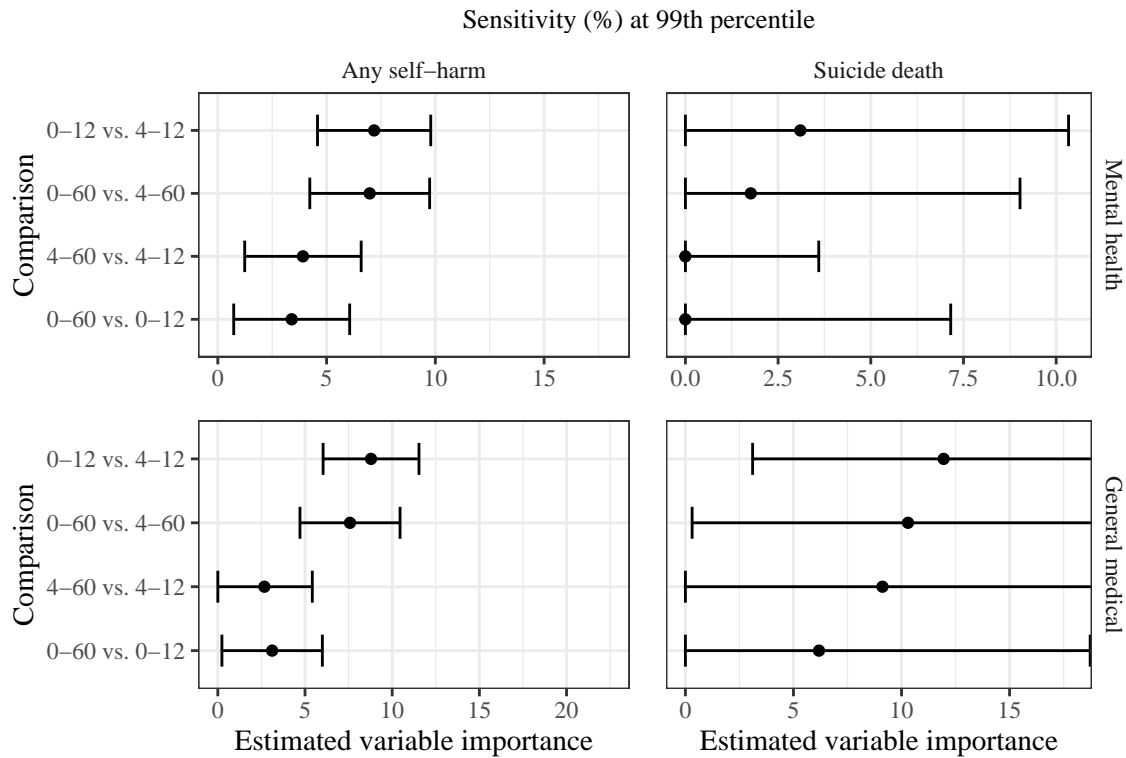 Sensitivity (%) at 99th percentile
Any self−harm
Suicide death
Comparison
0−12 vs. 4−12
0−60 vs. 4−60
4−60 vs. 4−12
0−60 vs. 0−12
Mental health
0 5 10 15
0.0 2.5 5.0 7.5 10.0
Comparison
0−12 vs. 4−12
0−60 vs. 4−60
4−60 vs. 4−12
0−60 vs. 0−12
General medical
0 5 10 15 20
0 5 10 15
Estimated variable importance
Estimated variable importance